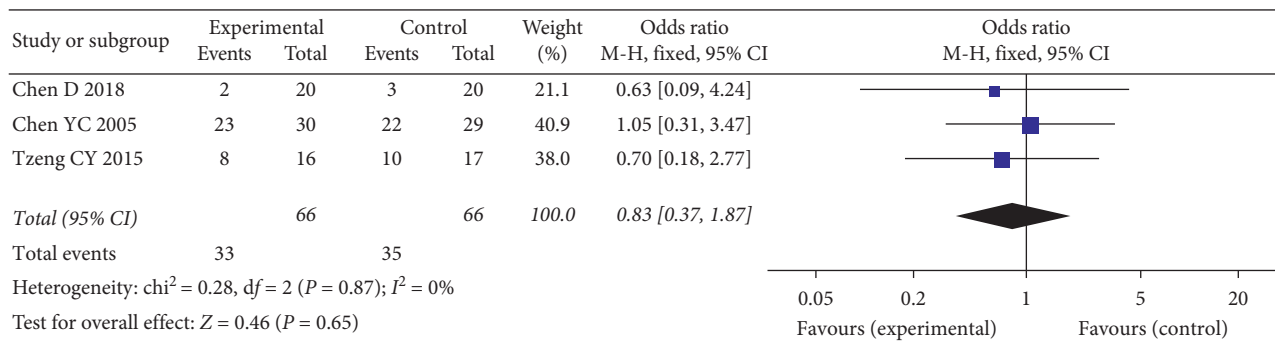 Study or subgroup Experimental Control Weight Odds ratio Odds ratio
Events Total Events Total (%) M-H, fixed, 95% CI M-H, fixed, 95% CI
Chen D 2018 2 20 3 20 21.1 0.63 [0.09, 4.24]
Chen YC 2005 23 30 22 29 40.9 1.05 [0.31, 3.47]
Tzeng CY 2015 8 16 10 17 38.0 0.70 [0.18, 2.77]
Total (95% CI) 66 66 100.0 0.83 [0.37, 1.87]
Total events 33 35
Heterogeneity: chi² = 0.28, df = 2 (P = 0.87); I² = 0%
Test for overall effect: Z = 0.46 (P = 0.65)
0.05 0.2 1 5 20
Favours (experimental) Favours (control)